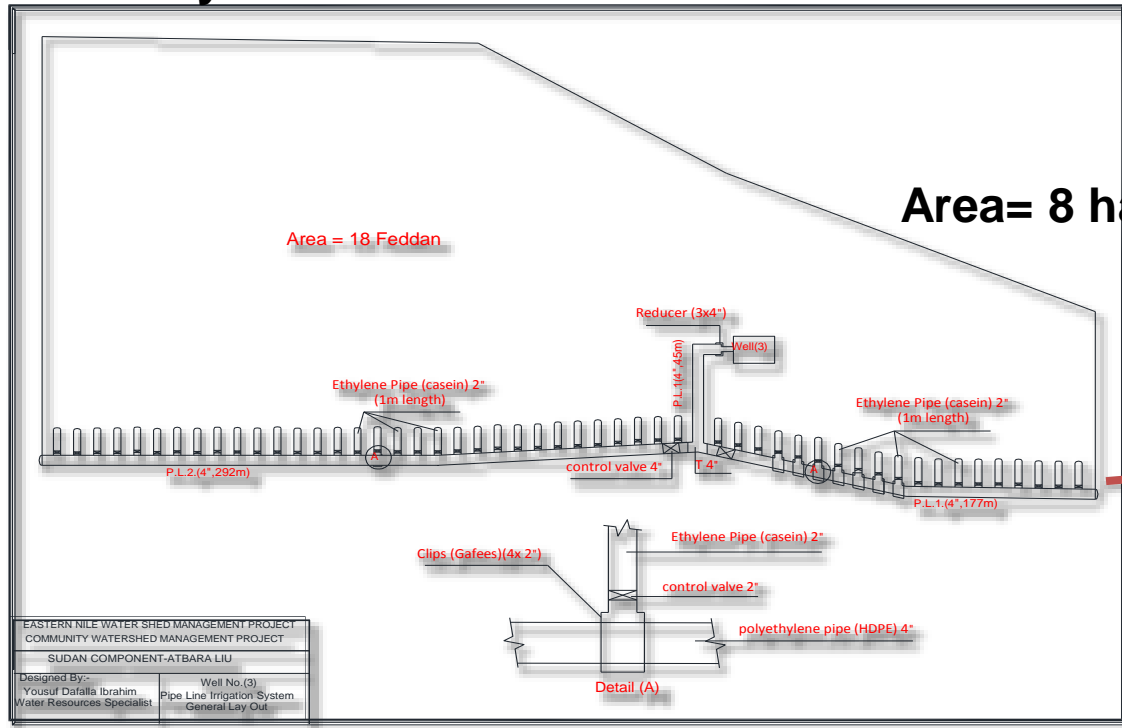 Area= 8 ha
Area = 18 Feddan
Reducer (3x4")
Well(3)
P.L.1(4",45m)
Ethylene Pipe (casein) 2"
(1m length)
Ethylene Pipe (casein) 2"
(1m length)
A
A
P.L.2.(4",292m)
control valve 4"
T 4"
P.L.1.(4",177m)
Clips (Gafees)(4x 2")
Ethylene Pipe (casein) 2"
control valve 2"
polyethylene pipe (HDPE) 4"
Detail (A)
EASTERN NILE WATER SHED MANAGEMENT PROJECT
COMMUNITY WATERSHED MANAGEMENT PROJECT
SUDAN COMPONENT-ATBARA LIU
Designed By:-
Yousuf Dafalla Ibrahim
Water Resources Specialist
Well No.(3)
Pipe Line Irrigation System
General Lay Out